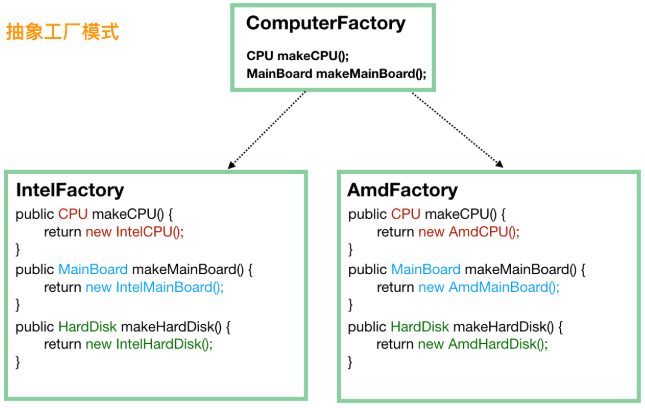 抽象工厂模式
ComputerFactory
CPU makeCPU();
MainBoard makeMainBoard();
IntelFactory
public CPU makeCPU() {
return new IntelCPU();
}
public MainBoard makeMainBoard() {
return new IntelMainBoard();
}
public HardDisk makeHardDisk() {
return new IntelHardDisk();
}
AmdFactory
public CPU makeCPU() {
return new AmdCPU();
}
public MainBoard makeMainBoard() {
return new AmdMainBoard();
}
public HardDisk makeHardDisk() {
return new AmdHardDisk();
}